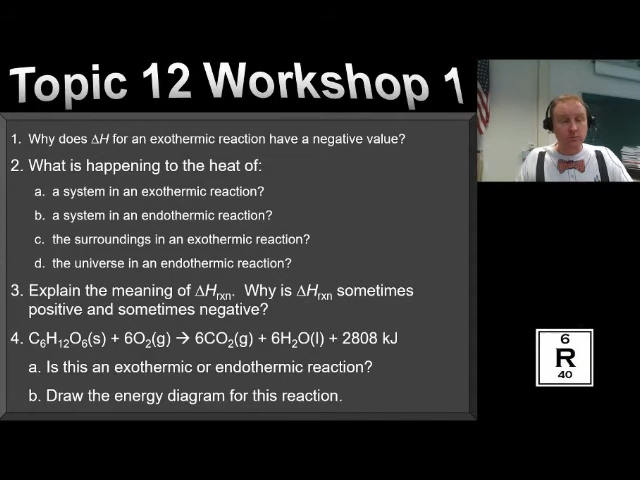 Topic 12 Workshop 1
1. Why does ΔH for an exothermic reaction have a negative value?
2. What is happening to the heat of:
a. a system in an exothermic reaction?
b. a system in an endothermic reaction?
c. the surroundings in an exothermic reaction?
d. the universe in an endothermic reaction?
3. Explain the meaning of ΔHrxn. Why is ΔHrxn sometimes
positive and sometimes negative?
4. C6H12O6(s) + 6O2(g) → 6CO2(g) + 6H2O(l) + 2808 kJ
a. Is this an exothermic or endothermic reaction?
b. Draw the energy diagram for this reaction.
6
R
40